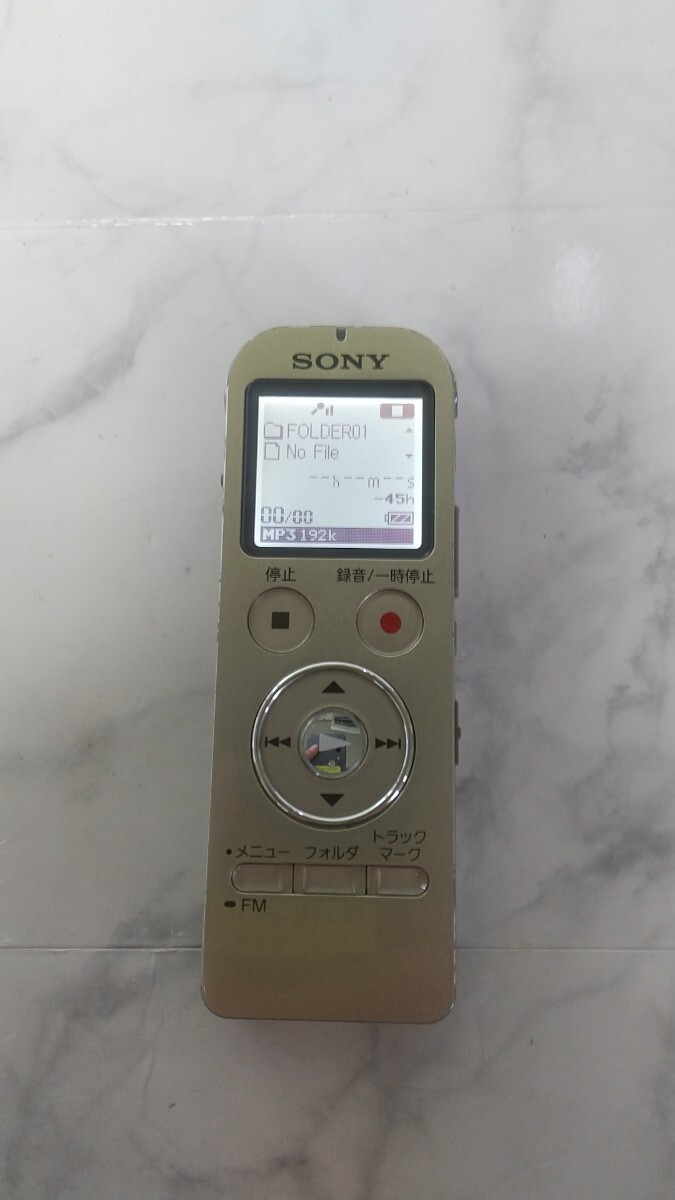 SONY
FOLDER01
No File
--h--m--s
-45h
00/00
MP3 192k
停止 録音/一時停止
トラック
•メニュー フォルダ マーク
FM